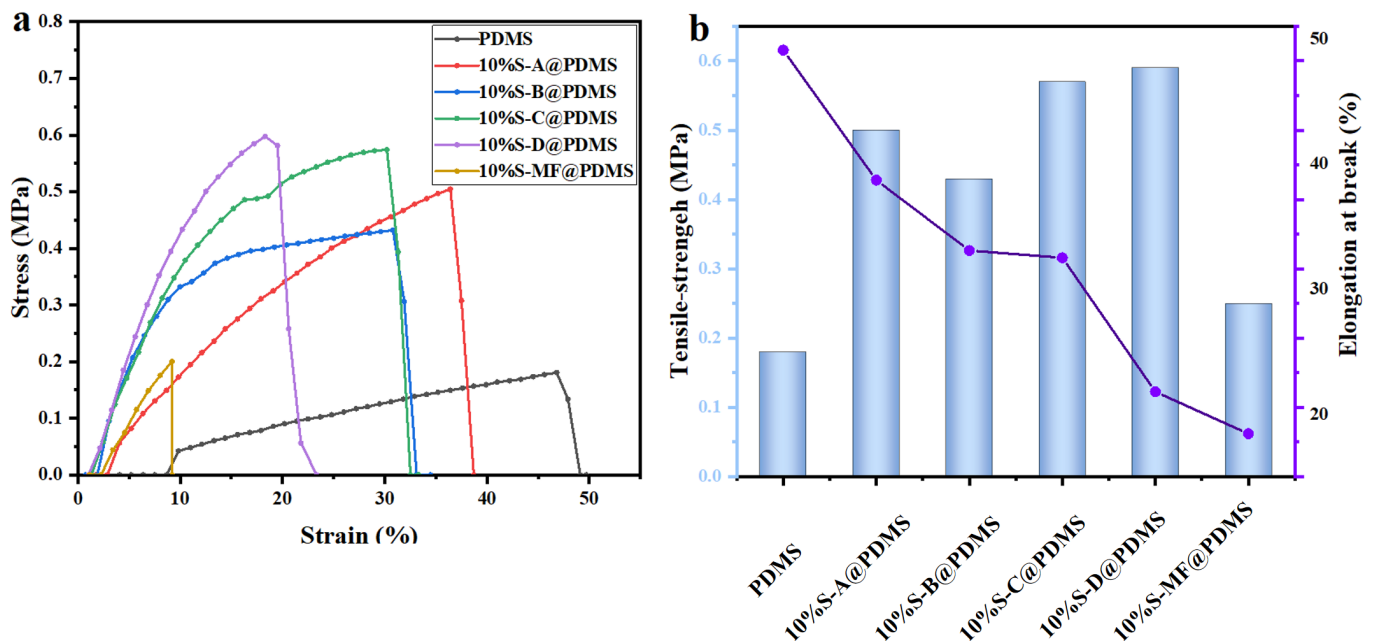 a
Stress (MPa)
0.8
0.7
0.6
0.5
0.4
0.3
0.2
0.1
0.0
0
10
20
30
40
50
Strain (%)
PDMS
10%S-A@PDMS
10%S-B@PDMS
10%S-C@PDMS
10%S-D@PDMS
10%S-MF@PDMS
b
Tensile-strengeh (MPa)
0.6
0.5
0.4
0.3
0.2
0.1
0.0
50
40
30
20
Elongation at break (%)
PDMS
10%S-A@PDMS
10%S-B@PDMS
10%S-C@PDMS
10%S-D@PDMS
10%S-MF@PDMS